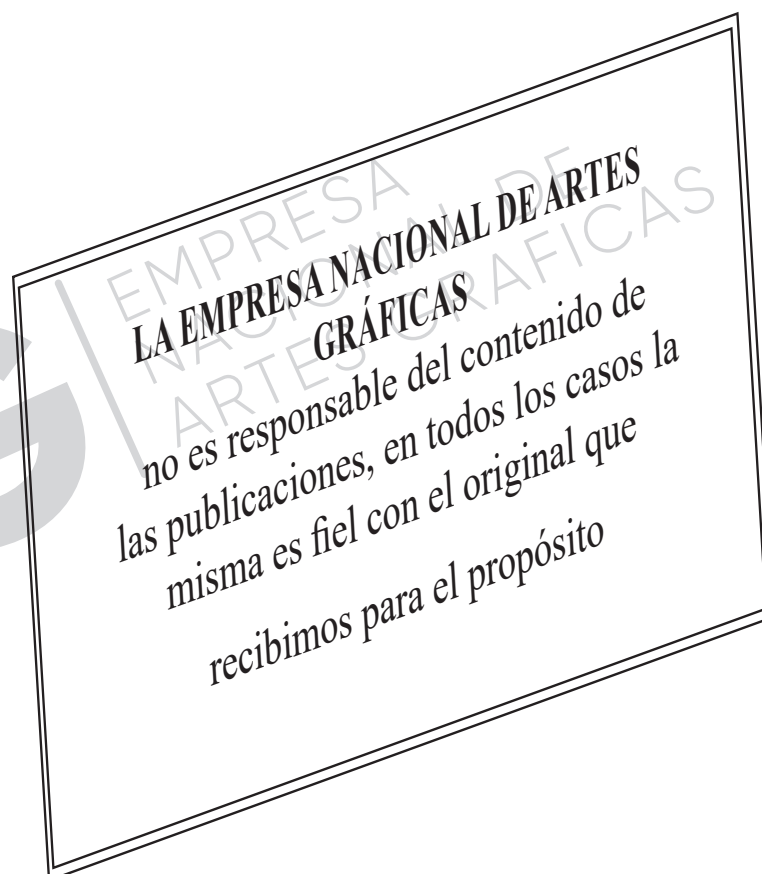 LA EMPRESA NACIONAL DE ARTES
GRÁFICAS
no es responsable del contenido de
las publicaciones, en todos los casos la
misma es fiel con el original que
recibimos para el propósito
EMPRESA
NACIONAL DE
ARTES GRAFICAS
G